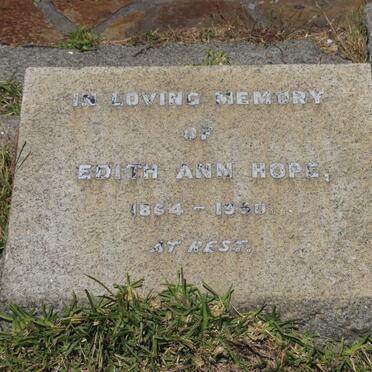 IN LOVING MEMORY
OF
EDITH ANN HOPE,
1864 - 1950.
AT REST.